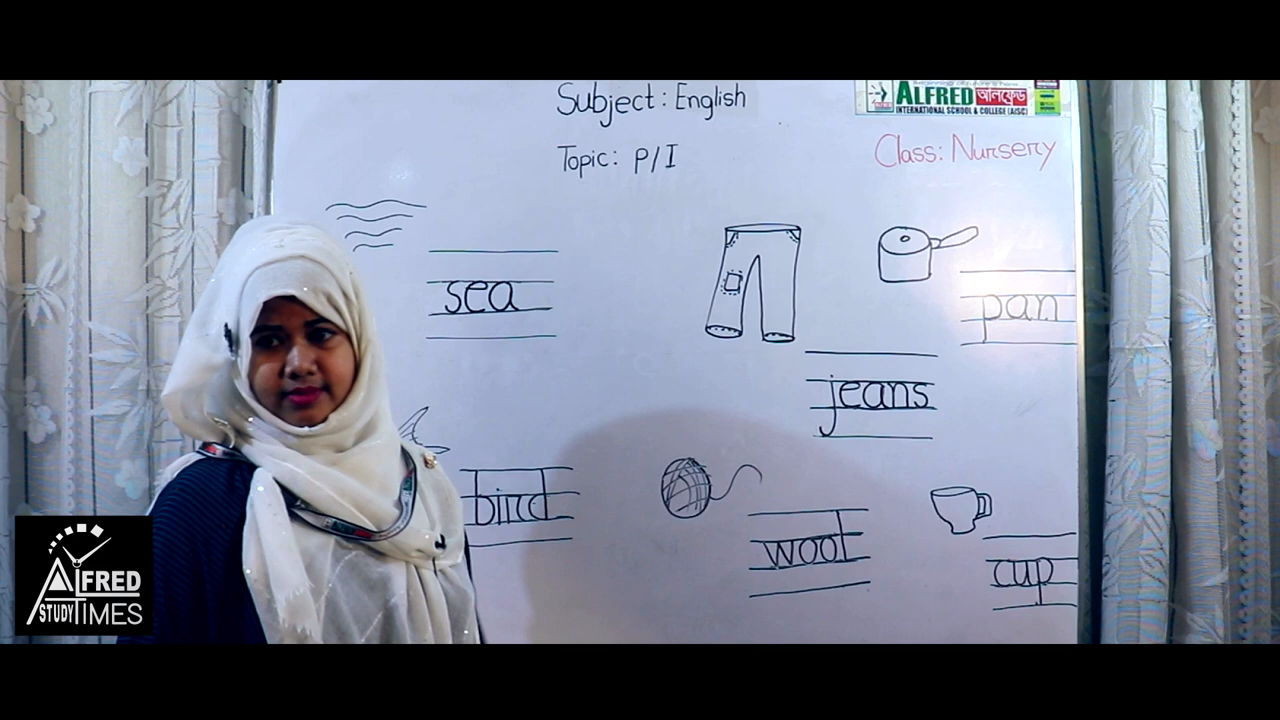 Subject: English
ALFRED আলফ্রেড
INTERNATIONAL SCHOOL & COLLEGE (AISC)
Topic: P/I
Class: Nursery
sea
pan
jeans
bird
wool
cup
ALFRED
STUDY TIMES